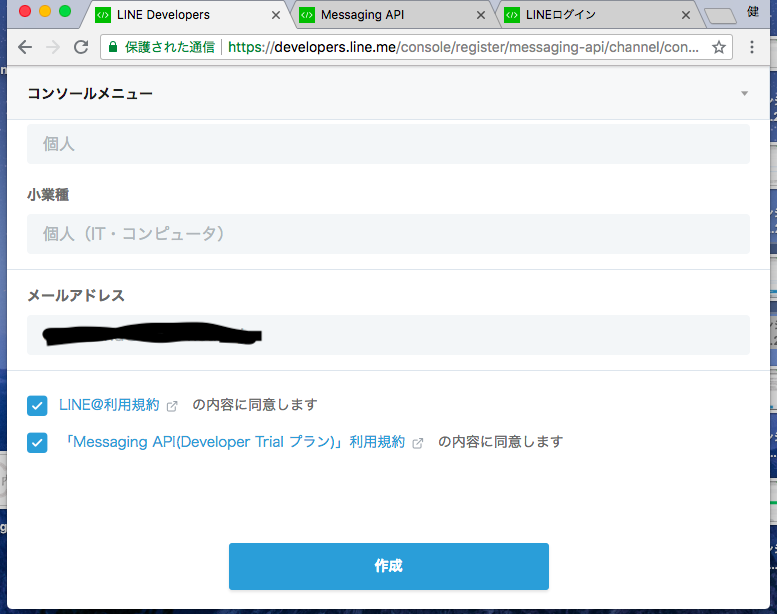 LINE Developers
Messaging API
LINEログイン
健
保護された通信
https://developers.line.me/console/register/messaging-api/channel/con...
コンソールメニュー
個人
小業種
個人（IT・コンピュータ）
メールアドレス
LINE@利用規約 の内容に同意します
「Messaging API(Developer Trial プラン)」利用規約 の内容に同意します
作成